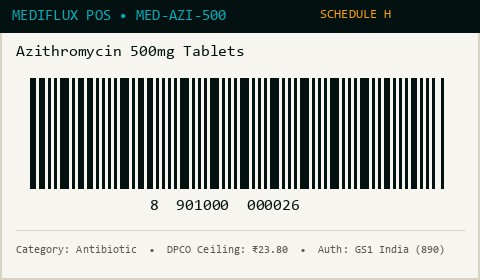 MEDIFLUX POS • MED-AZI-500
SCHEDULE H
Azithromycin 500mg Tablets
8 901000 000026
Category: Antibiotic • DPCO Ceiling: ₹23.80 • Auth: GS1 India (890)